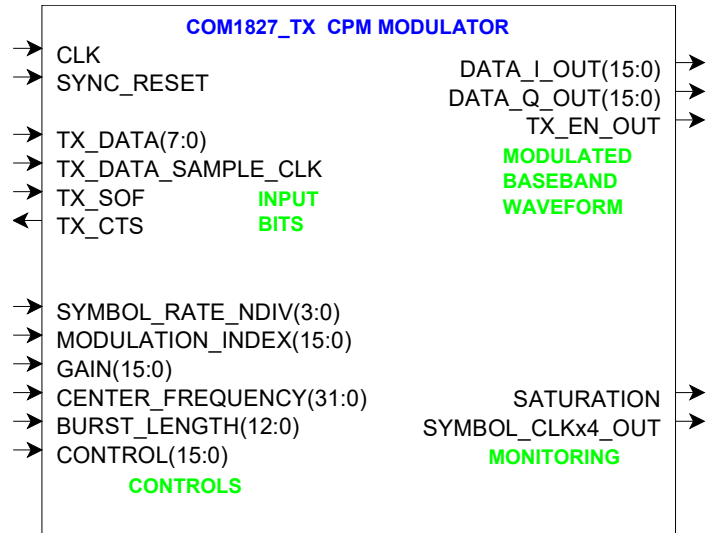 COM1827_TX CPM MODULATOR
CLK
SYNC_RESET
TX_DATA(7:0)
TX_DATA_SAMPLE_CLK
TX_SOF
TX_CTS
INPUT
BITS
SYMBOL_RATE_NDIV(3:0)
MODULATION_INDEX(15:0)
GAIN(15:0)
CENTER_FREQUENCY(31:0)
BURST_LENGTH(12:0)
CONTROL(15:0)
CONTROLS
DATA_I_OUT(15:0)
DATA_Q_OUT(15:0)
TX_EN_OUT
MODULATED
BASEBAND
WAVEFORM
SATURATION
SYMBOL_CLKx4_OUT
MONITORING